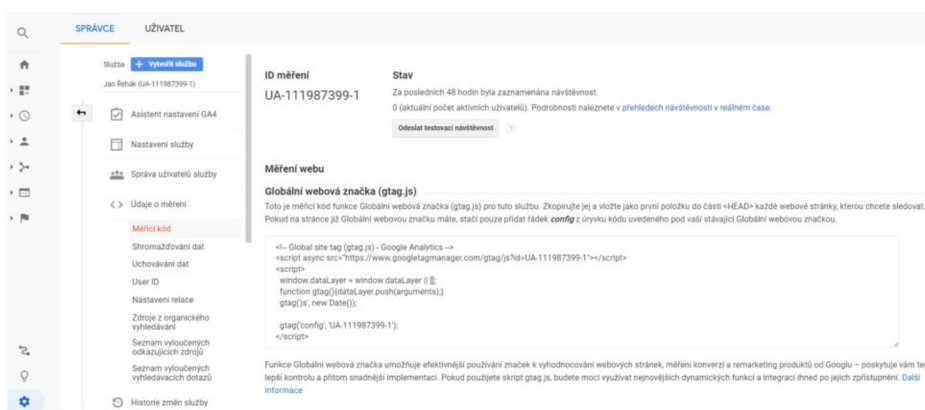 SPRÁVCE UŽIVATEL
Služba + Vytvořit službu
Jan Řehák (UA-111987399-1)
Asistent nastavení GA4
Nastavení služby
Správa uživatelů služby
Údaje o měření
Měřicí kód
Shromažďování dat
Uchovávání dat
User ID
Nastavení relace
Zdroje z organického
vyhledávání
Seznam vyloučených
odkazujících zdrojů
Seznam vyloučených
vyhledávacích dotazů
Historie změn služby
ID měření
UA-111987399-1
Stav
Za posledních 48 hodin byla zaznamenána návštěvnost.
0 (aktuální počet aktivních uživatelů). Podrobnosti naleznete v přehledech návštěvnosti v reálném čase.
Odeslat testovací návštěvnost ?
Měření webu
Globální webová značka (gtag.js)
Toto je měřicí kód funkce Globální webová značka (gtag.js) pro tuto službu. Zkopírujte jej a vložte jako první položku do části <HEAD> každé webové stránky, kterou chcete sledovat.
Pokud na stránce již Globální webovou značku máte, stačí pouze přidat řádek config z úryvku kódu uvedeného pod vaší stávající Globální webovou značkou.
<!-- Global site tag (gtag.js) - Google Analytics -->
<script async src="https://www.googletagmanager.com/gtag/js?id=UA-111987399-1"></script>
<script>
window.dataLayer = window.dataLayer || [];
function gtag(){dataLayer.push(arguments);}
gtag('js', new Date());
gtag('config', 'UA-111987399-1');
</script>
Funkce Globální webová značka umožňuje efektivnější používání značek k vyhodnocování webových stránek, měření konverzí a remarketing produktů od Googlu – poskytuje vám te
lepší kontrolu a přitom snadnější implementaci. Pokud použijete skript gtag.js, budete moci využívat nejnovějších dynamických funkcí a integrací ihned po jejich zpřístupnění. Další
informace